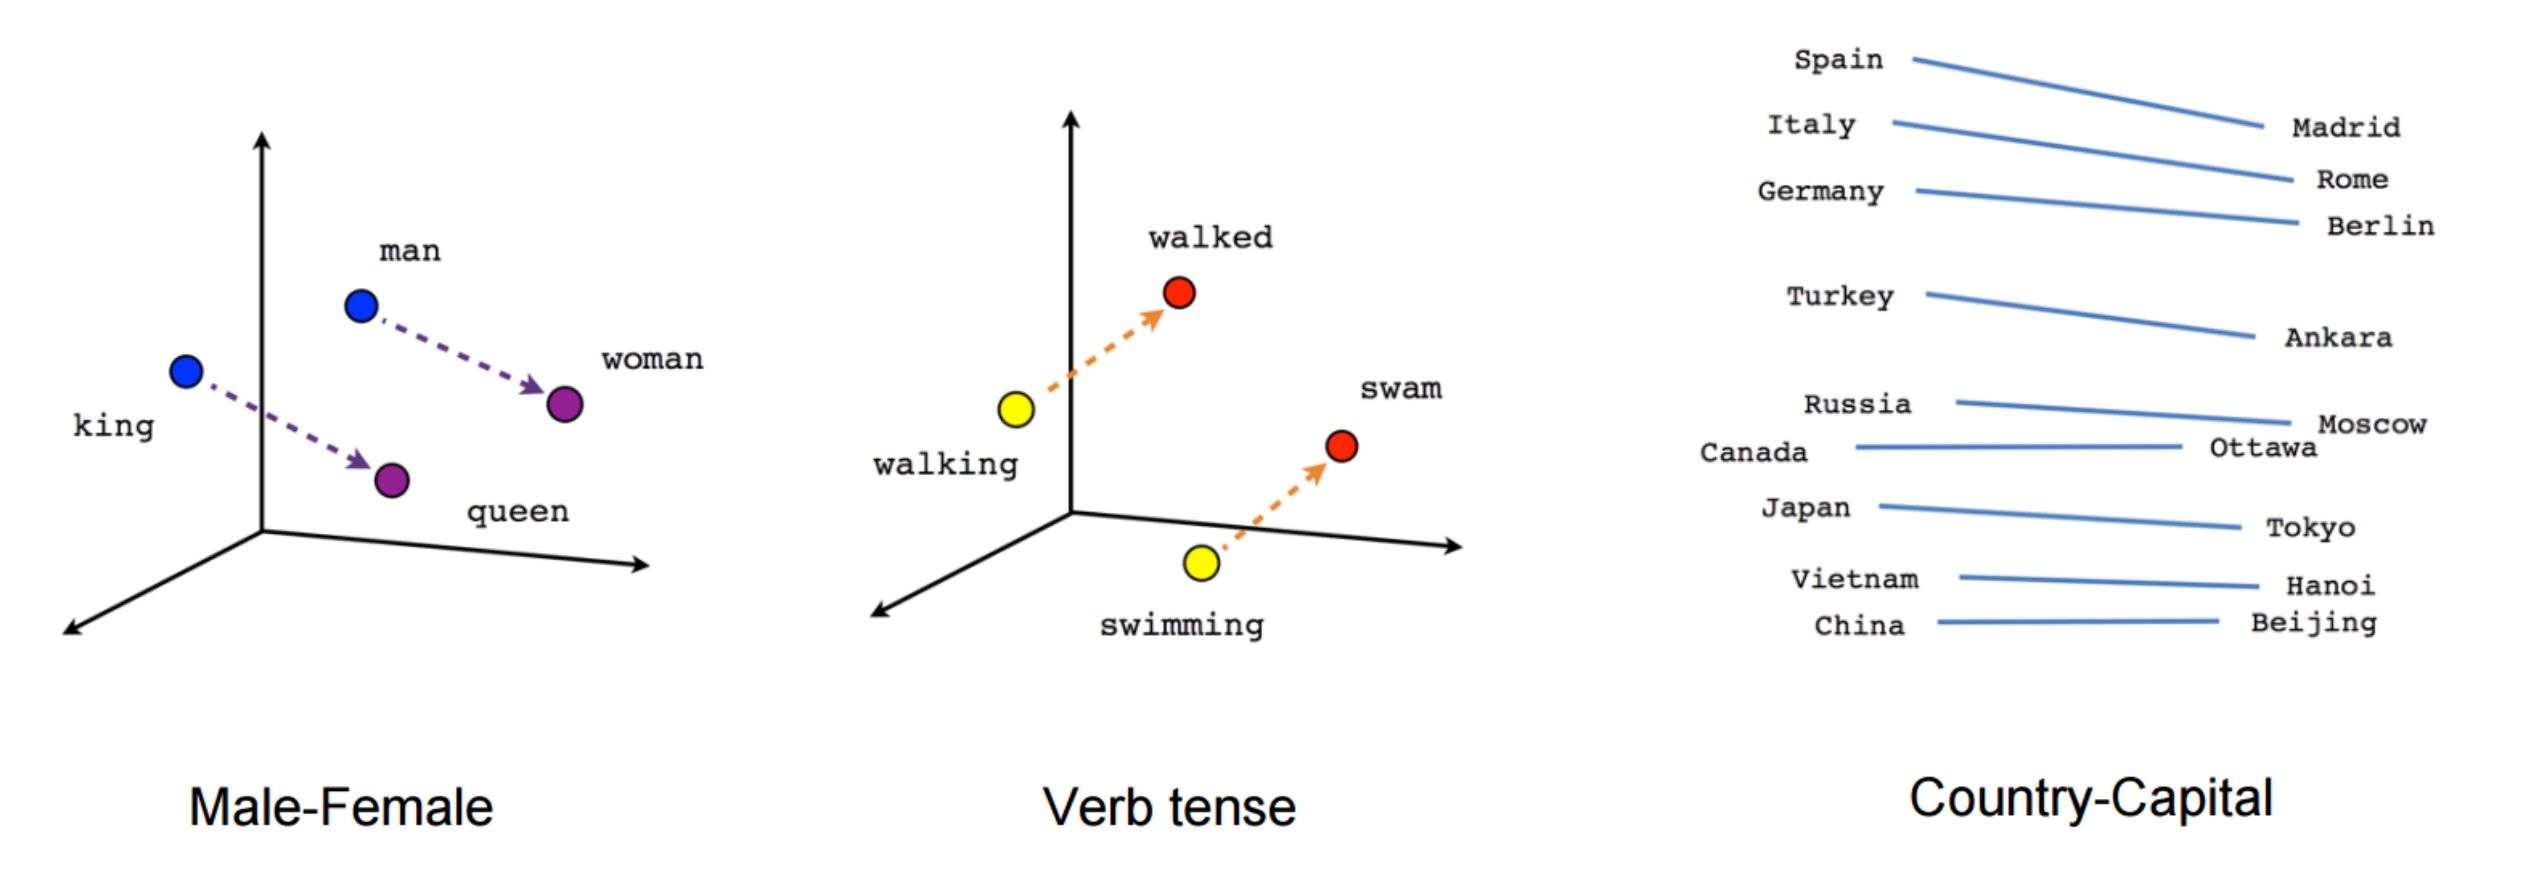 man
woman
king
queen
Male-Female
walked
swam
walking
swimming
Verb tense
Spain
Madrid
Italy
Rome
Germany
Berlin
Turkey
Ankara
Russia
Moscow
Canada
Ottawa
Japan
Tokyo
Vietnam
Hanoi
China
Beijing
Country-Capital